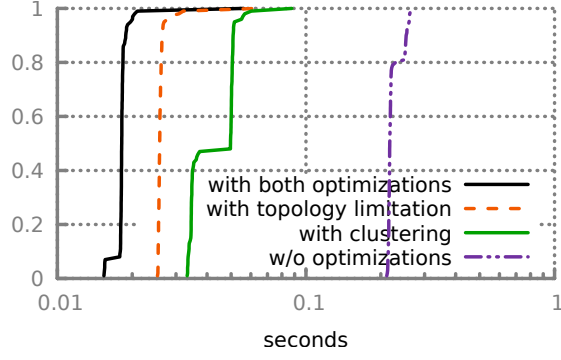 1
0.8
0.6
0.4
0.2
0
with both optimizations
with topology limitation
with clustering
w/o optimizations
0.01
0.1
1
seconds